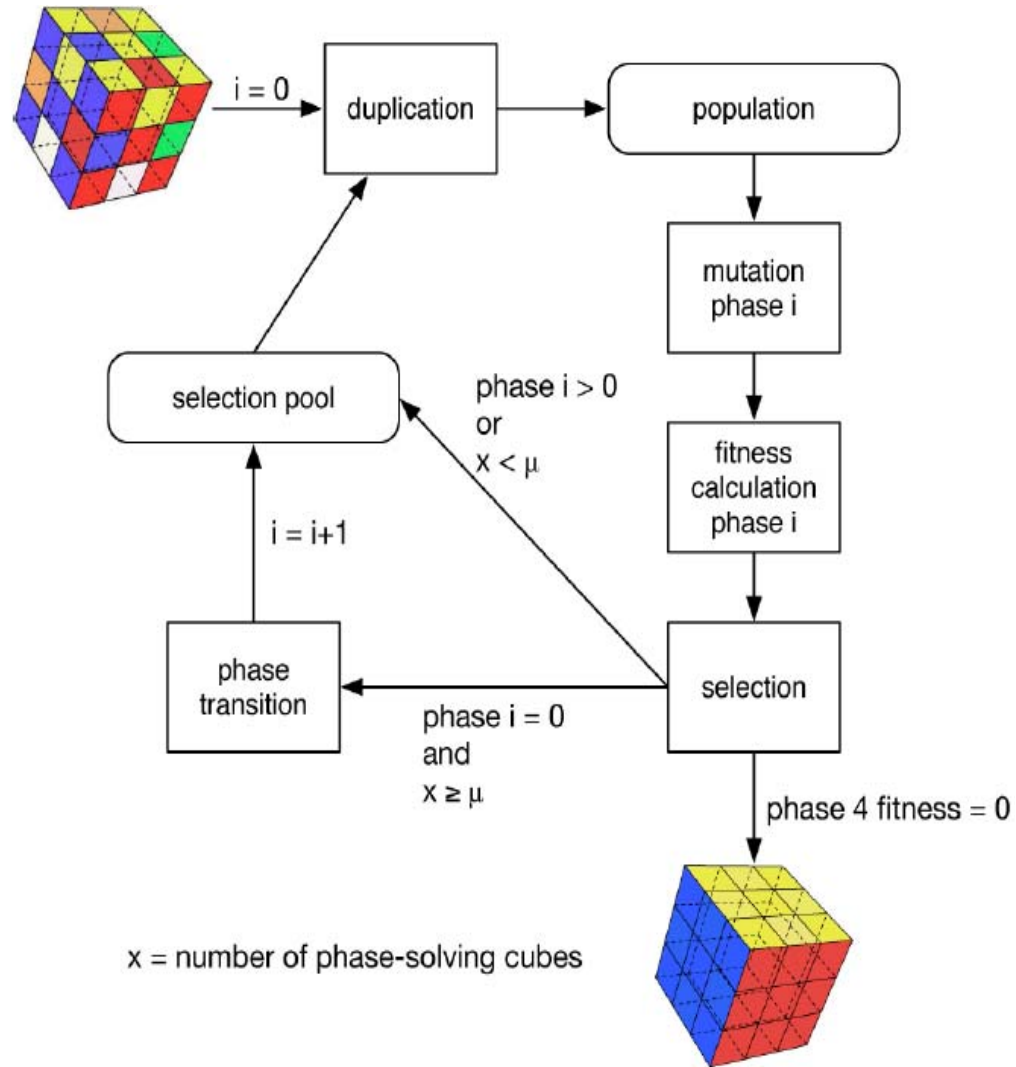 i = 0
duplication
population
mutation
phase i
selection pool
phase i > 0
or
x < μ
fitness
calculation
phase i
i = i+1
phase
transition
selection
phase i = 0
and
x ≥ μ
phase 4 fitness = 0
x = number of phase-solving cubes